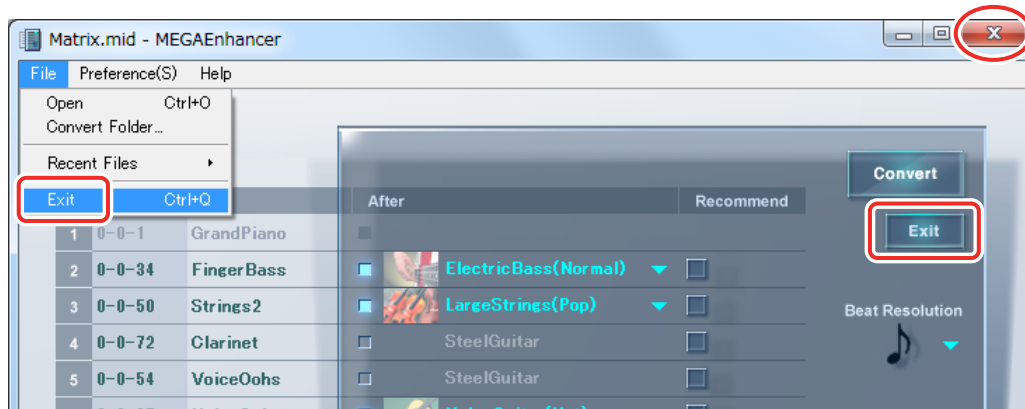 Matrix.mid - MEGAEnhancer
File Preference(S) Help
Open Ctrl+O
Convert Folder...
Recent Files
Exit Ctrl+Q
After Recommend
Convert
Exit
1 0-0-1 GrandPiano
2 0-0-34 FingerBass ElectricBass(Normal)
3 0-0-50 Strings2 LargeStrings(Pop)
Beat Resolution
4 0-0-72 Clarinet SteelGuitar
5 0-0-54 VoiceOohs SteelGuitar